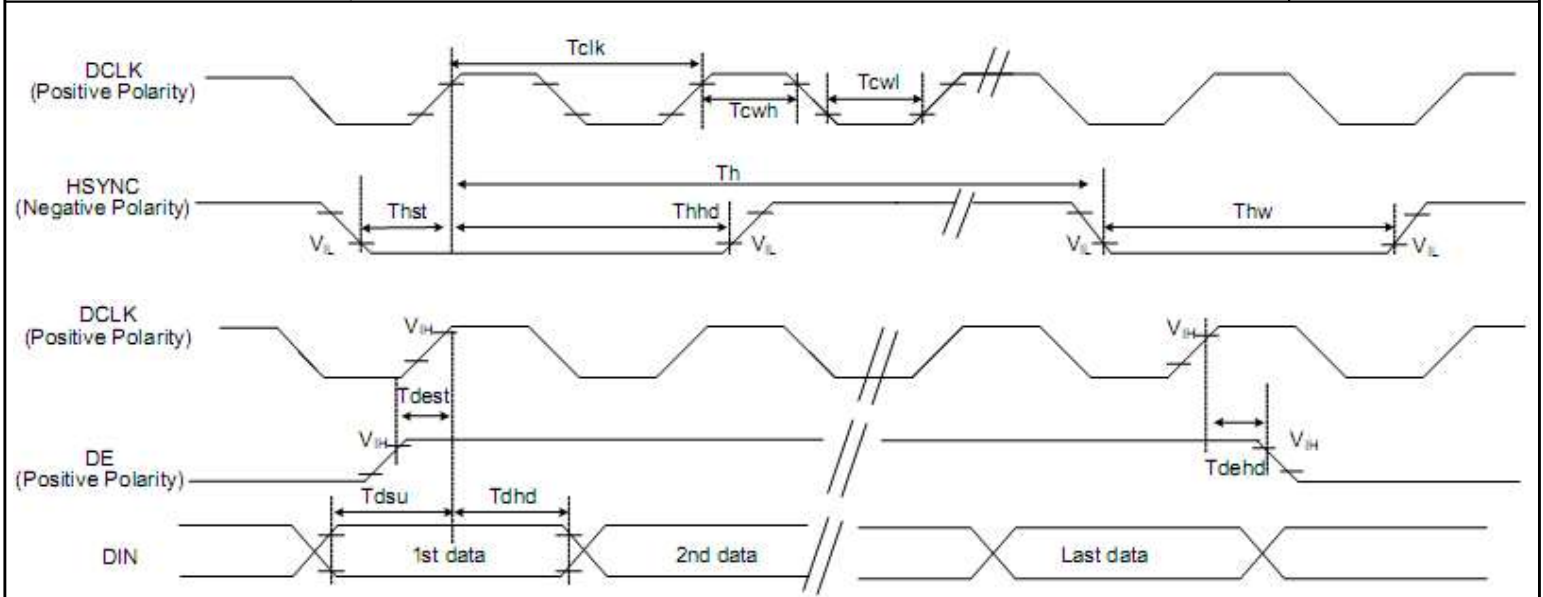 DCLK
(Positive Polarity)
Tclk
Tcwh
Tcwl
HSYNC
(Negative Polarity)
Thst
Th
Thhd
Thw
VIL
VIL
VIL
VIL
DCLK
(Positive Polarity)
VIH
VIH
Tdest
DE
(Positive Polarity)
VIH
VIH
Tdehd
Tdsu
Tdhd
DIN
1st data
2nd data
Last data